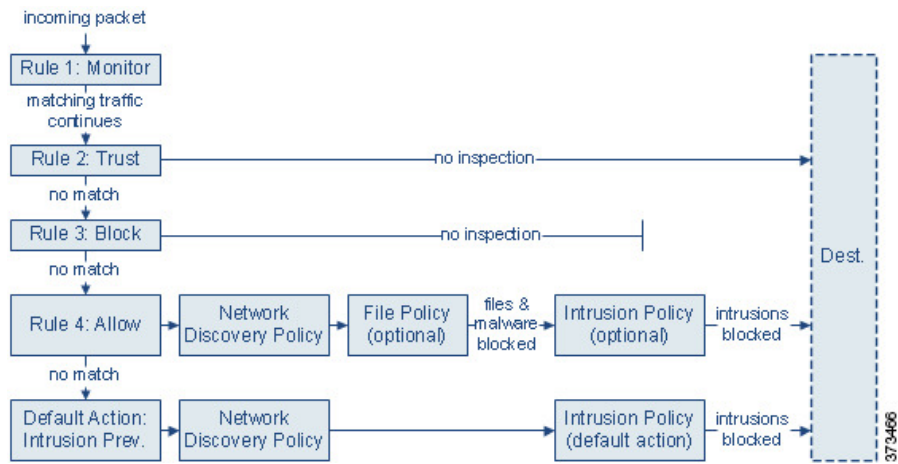 incoming packet
Rule 1: Monitor
matching traffic
continues
Rule 2: Trust
no inspection
no match
Rule 3: Block
no inspection
no match
Rule 4: Allow
Network
Discovery Policy
File Policy
(optional)
files &
malware
blocked
Intrusion Policy
(optional)
intrusions
blocked
Dest.
no match
Default Action:
Intrusion Prev.
Network
Discovery Policy
Intrusion Policy
(default action)
intrusions
blocked
373466